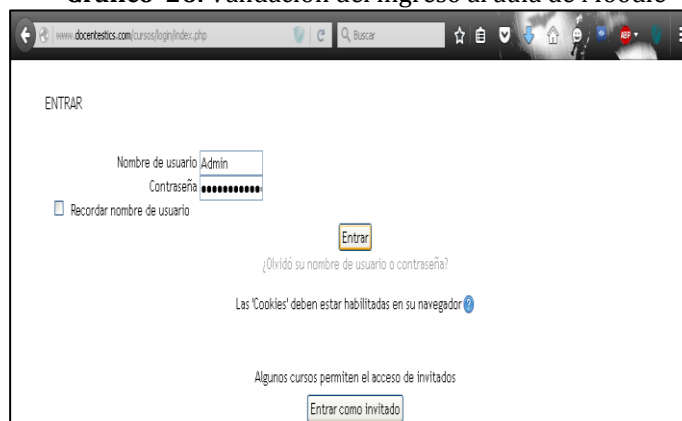 Gráfico 26. Validación del ingreso al aula de Moodle
www.docentestics.com/cursos/login/index.php
Buscar
ABP
ENTRAR
Nombre de usuario Admin
Contraseña ●●●●●●●●●●●●
Recordar nombre de usuario
Entrar
¿Olvidó su nombre de usuario o contraseña?
Las 'Cookies' deben estar habilitadas en su navegador ?
Algunos cursos permiten el acceso de invitados
Entrar como invitado